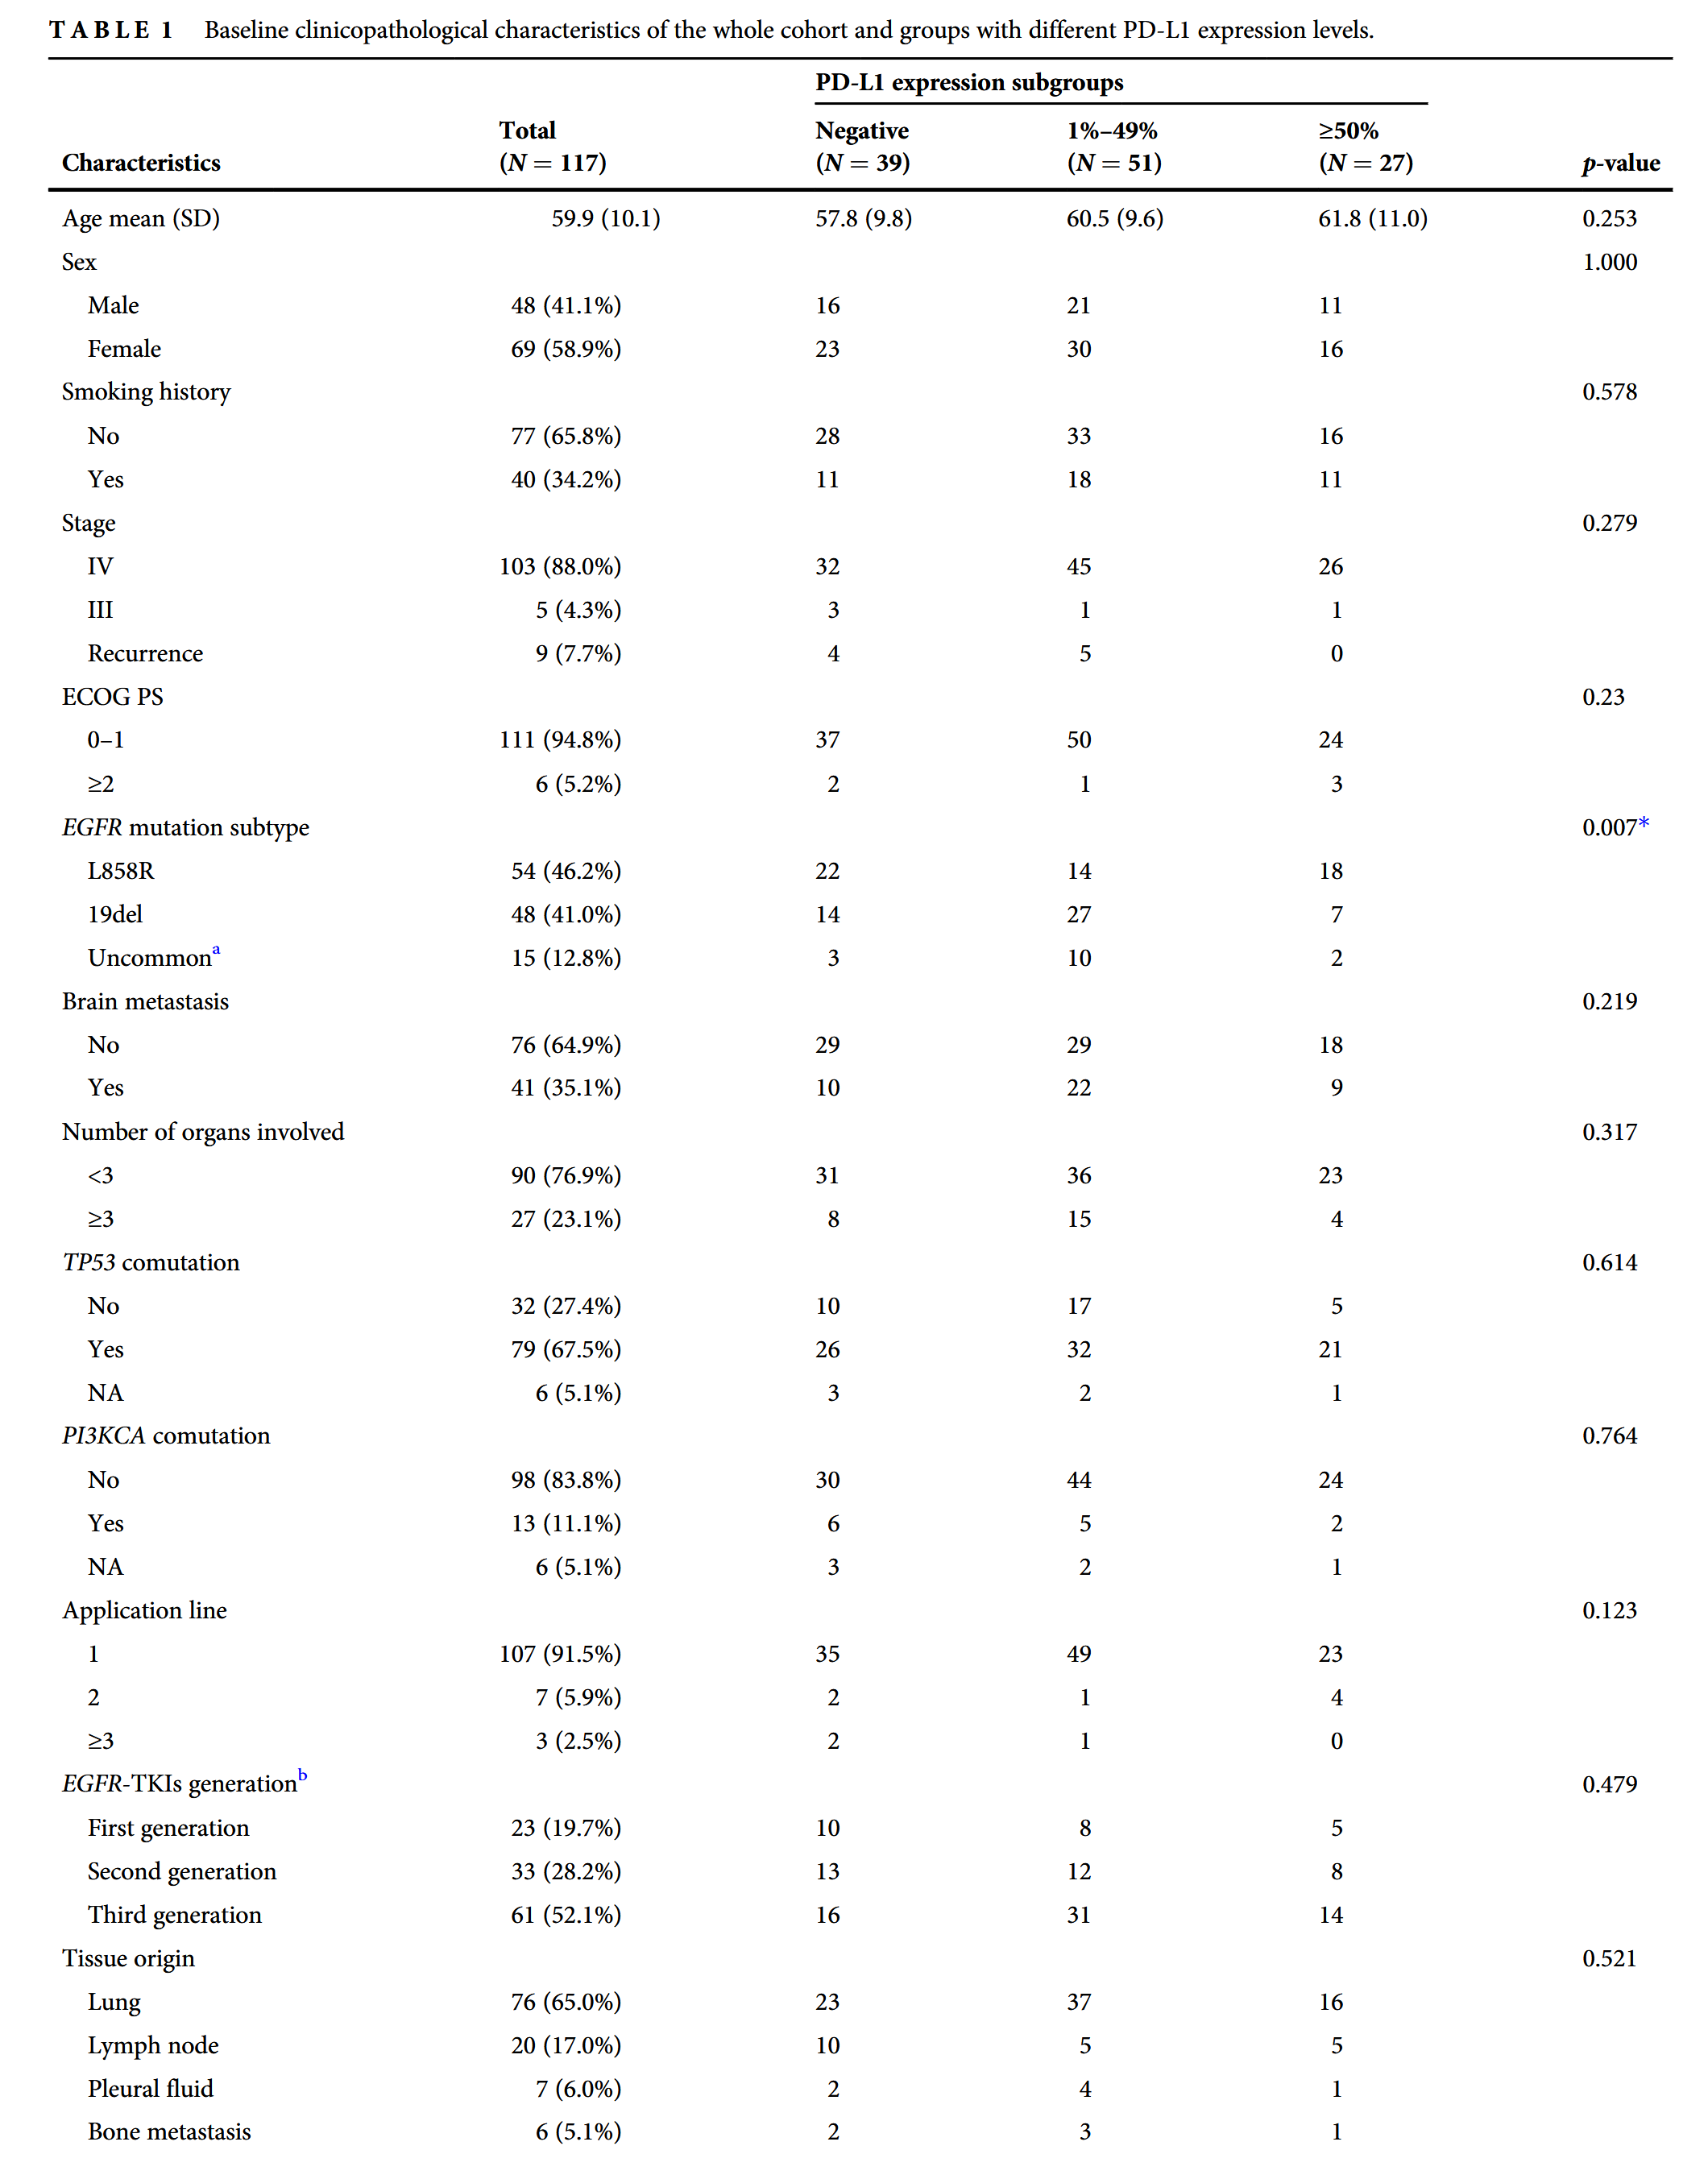 TABLE 1 Baseline clinicopathological characteristics of the whole cohort and groups with different PD-L1 expression levels.
PD-L1 expression subgroups
Characteristics Total (N = 117) Negative (N = 39) 1%–49% (N = 51) ≥50% (N = 27) p-value
Age mean (SD) 59.9 (10.1) 57.8 (9.8) 60.5 (9.6) 61.8 (11.0) 0.253
Sex 1.000
Male 48 (41.1%) 16 21 11
Female 69 (58.9%) 23 30 16
Smoking history 0.578
No 77 (65.8%) 28 33 16
Yes 40 (34.2%) 11 18 11
Stage 0.279
IV 103 (88.0%) 32 45 26
III 5 (4.3%) 3 1 1
Recurrence 9 (7.7%) 4 5 0
ECOG PS 0.23
0–1 111 (94.8%) 37 50 24
≥2 6 (5.2%) 2 1 3
EGFR mutation subtype 0.007*
L858R 54 (46.2%) 22 14 18
19del 48 (41.0%) 14 27 7
Uncommonᵃ 15 (12.8%) 3 10 2
Brain metastasis 0.219
No 76 (64.9%) 29 29 18
Yes 41 (35.1%) 10 22 9
Number of organs involved 0.317
<3 90 (76.9%) 31 36 23
≥3 27 (23.1%) 8 15 4
TP53 comutation 0.614
No 32 (27.4%) 10 17 5
Yes 79 (67.5%) 26 32 21
NA 6 (5.1%) 3 2 1
PI3KCA comutation 0.764
No 98 (83.8%) 30 44 24
Yes 13 (11.1%) 6 5 2
NA 6 (5.1%) 3 2 1
Application line 0.123
1 107 (91.5%) 35 49 23
2 7 (5.9%) 2 1 4
≥3 3 (2.5%) 2 1 0
EGFR-TKIs generationᵇ 0.479
First generation 23 (19.7%) 10 8 5
Second generation 33 (28.2%) 13 12 8
Third generation 61 (52.1%) 16 31 14
Tissue origin 0.521
Lung 76 (65.0%) 23 37 16
Lymph node 20 (17.0%) 10 5 5
Pleural fluid 7 (6.0%) 2 4 1
Bone metastasis 6 (5.1%) 2 3 1